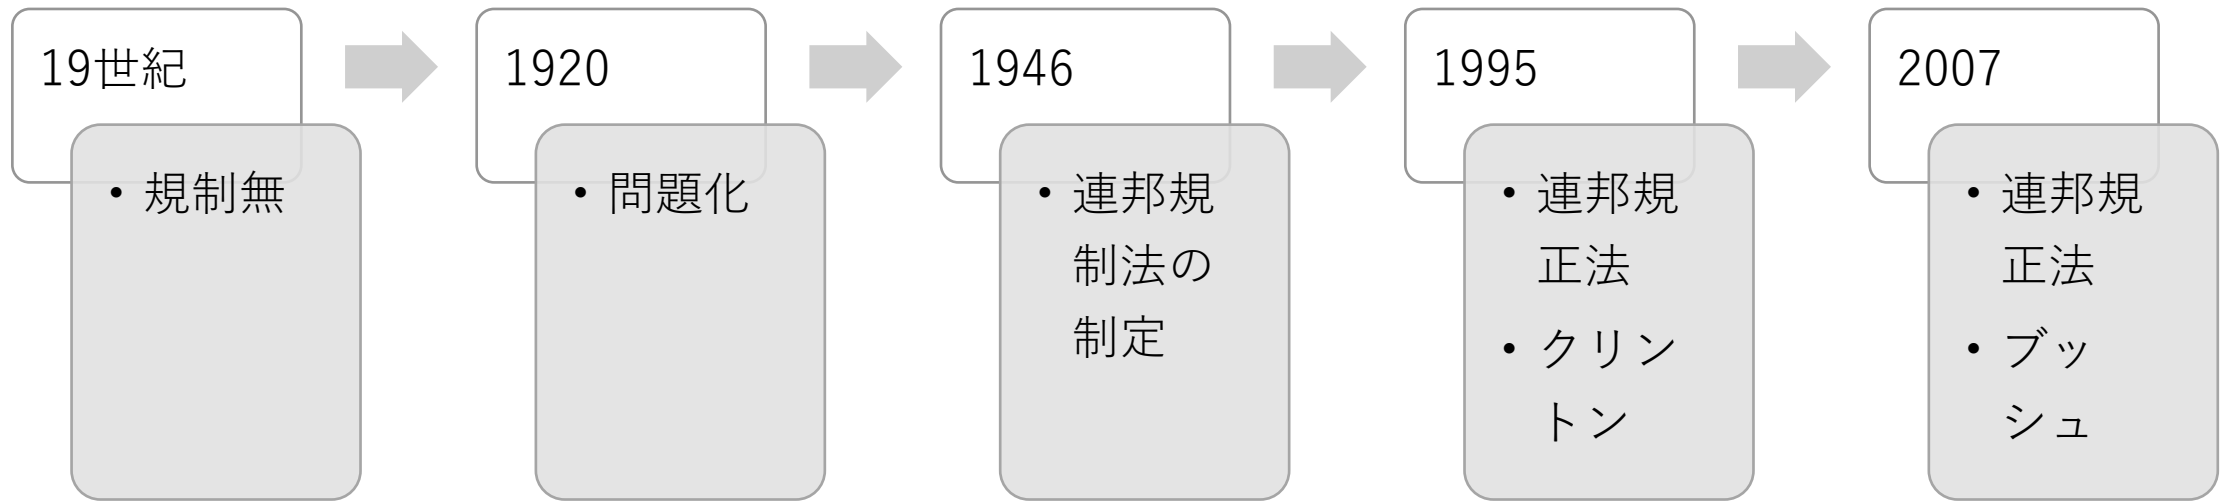 19世紀
• 規制無
1920
• 問題化
1946
• 連邦規
制法の
制定
1995
• 連邦規
正法
• クリン
トン
2007
• 連邦規
正法
• ブッ
シュ